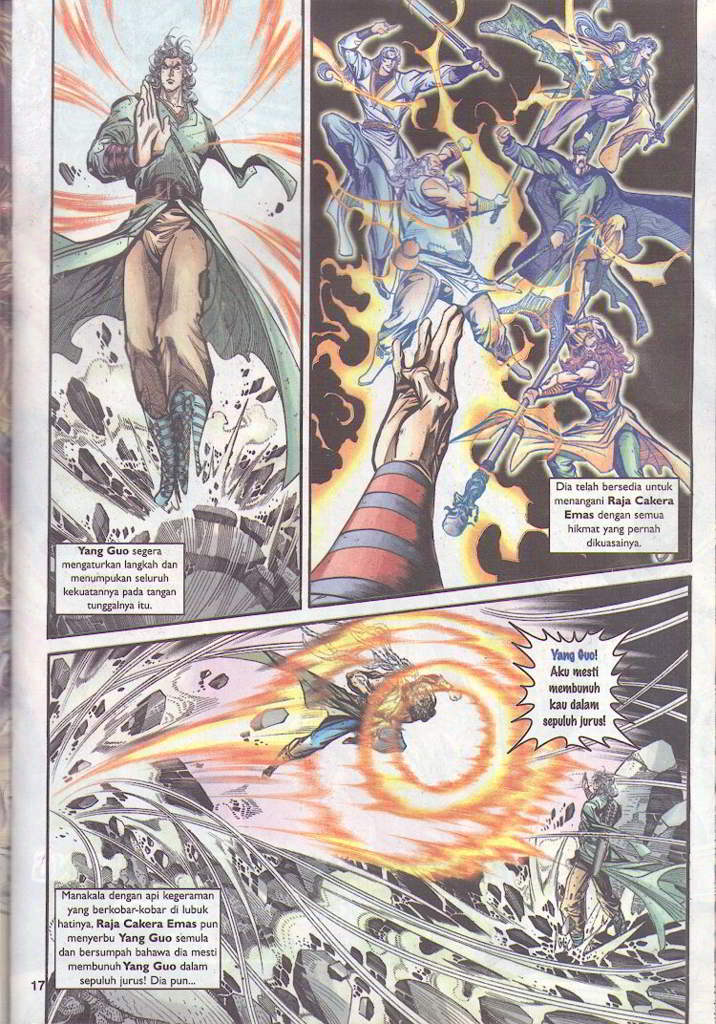 Yang Guo segera
mengaturkan langkah dan
menumpukan seluruh
kekuatannya pada tangan
tunggalnya itu.
Dia telah bersedia untuk
menangani Raja Cakera
Emas dengan semua
hikmat yang pernah
dikuasainya.
Yang Guo!
Aku mesti
membunuh
kau dalam
sepuluh jurus!
Manakala dengan api kegeraman
yang berkobar-kobar di lubuk
hatinya, Raja Cakera Emas pun
menyerbu Yang Guo semula
dan bersumpah bahawa dia mesti
membunuh Yang Guo dalam
sepuluh jurus! Dia pun...
17